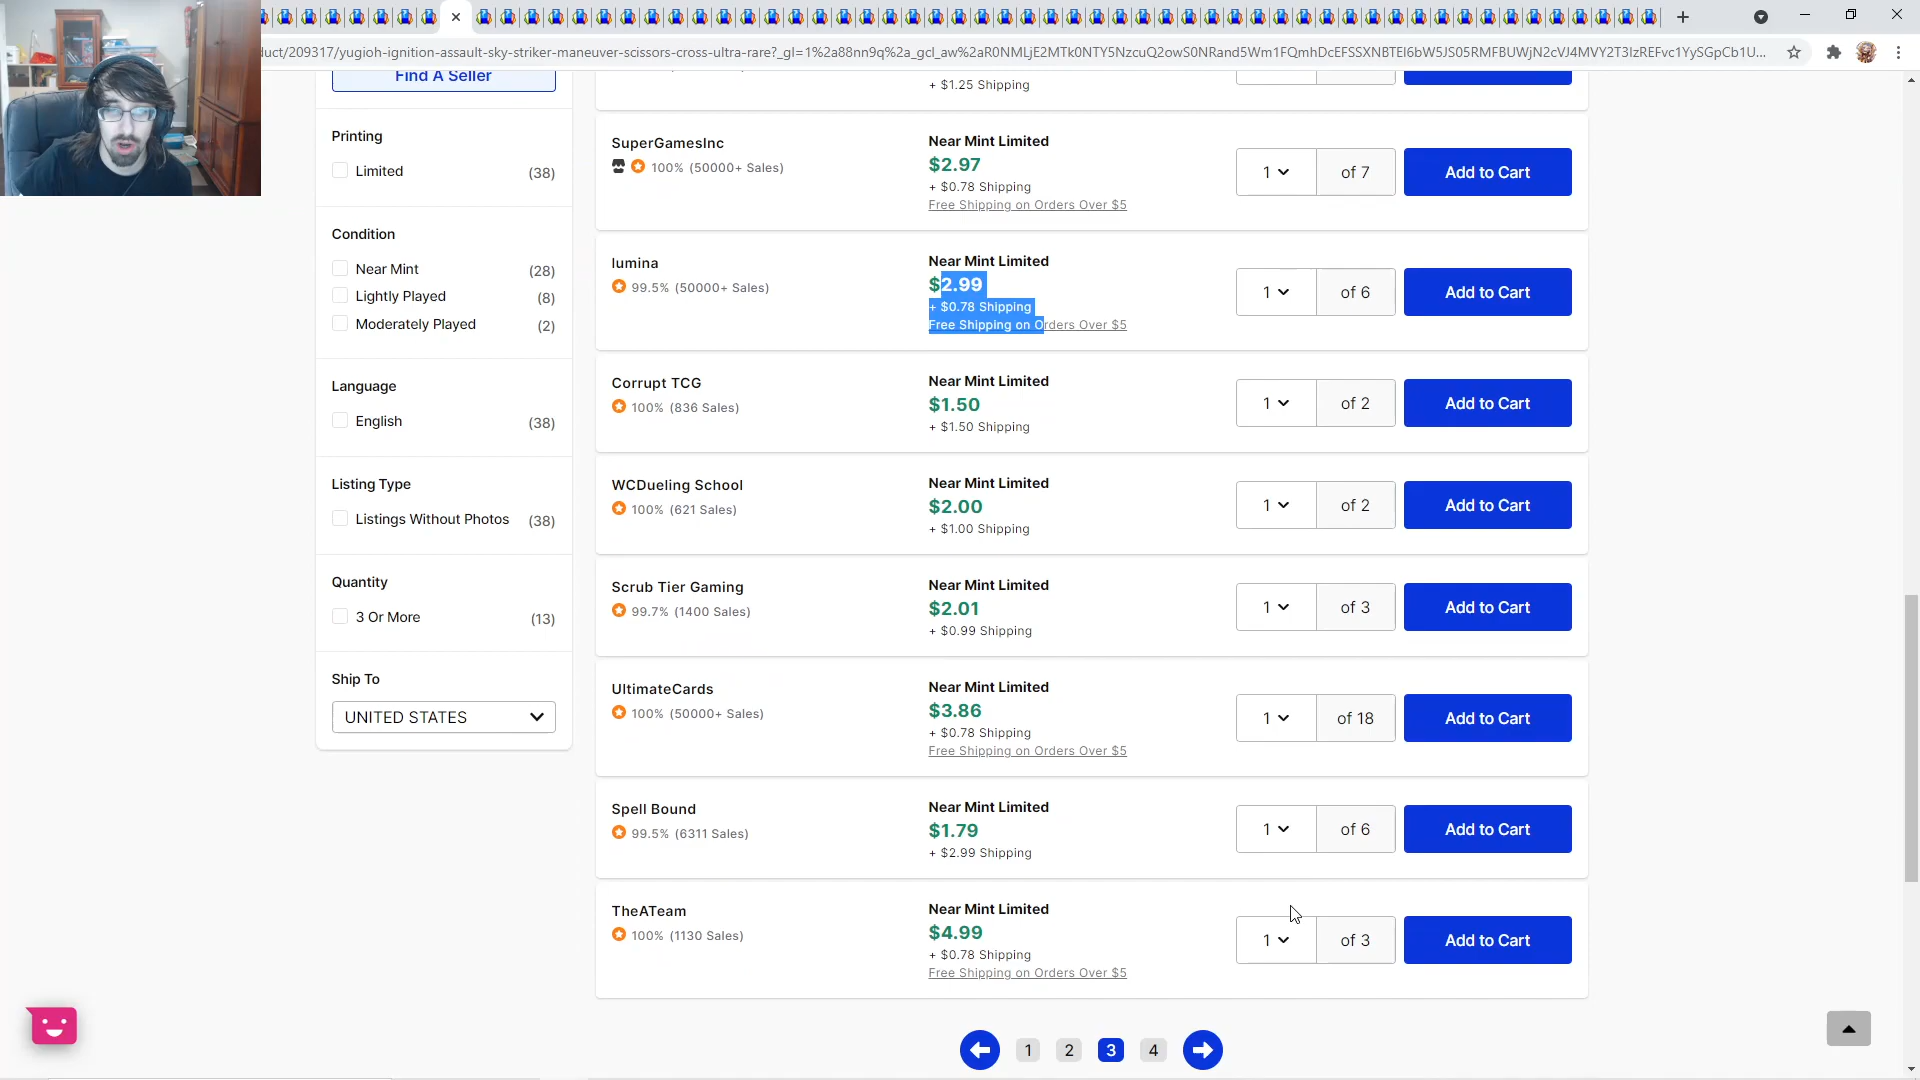 duct/209317/yugioh-ignition-assault-sky-striker-maneuver-scissors-cross-ultra-rare?_gl=1%2a88nn9q%2a_gcl_aw%2
Find A Seller
Printing
Limited (38)
Condition
Near Mint (28)
Lightly Played (8)
Moderately Played (2)
Language
English (38)
Listing Type
Listings Without Photos (38)
Quantity
3 Or More (13)
Ship To
UNITED STATES
+ $1.25 Shipping
SuperGamesInc
100% (50000+ Sales)
Near Mint Limited
$2.97
+ $0.78 Shipping
Free Shipping on Orders Over $5
1 of 7
Add to Cart
lumina
99.5% (50000+ Sales)
Near Mint Limited
$2.99
+ $0.78 Shipping
Free Shipping on Orders Over $5
1 of 6
Add to Cart
Corrupt TCG
100% (836 Sales)
Near Mint Limited
$1.50
+ $1.50 Shipping
1 of 2
Add to Cart
WCDueling School
100% (621 Sales)
Near Mint Limited
$2.00
+ $1.00 Shipping
1 of 2
Add to Cart
Scrub Tier Gaming
99.7% (1400 Sales)
Near Mint Limited
$2.01
+ $0.99 Shipping
1 of 3
Add to Cart
UltimateCards
100% (50000+ Sales)
Near Mint Limited
$3.86
+ $0.78 Shipping
Free Shipping on Orders Over $5
1 of 18
Add to Cart
Spell Bound
99.5% (6311 Sales)
Near Mint Limited
$1.79
+ $2.99 Shipping
1 of 6
Add to Cart
TheATeam
100% (1130 Sales)
Near Mint Limited
$4.99
+ $0.78 Shipping
Free Shipping on Orders Over $5
1 of 3
Add to Cart
1 2 3 4